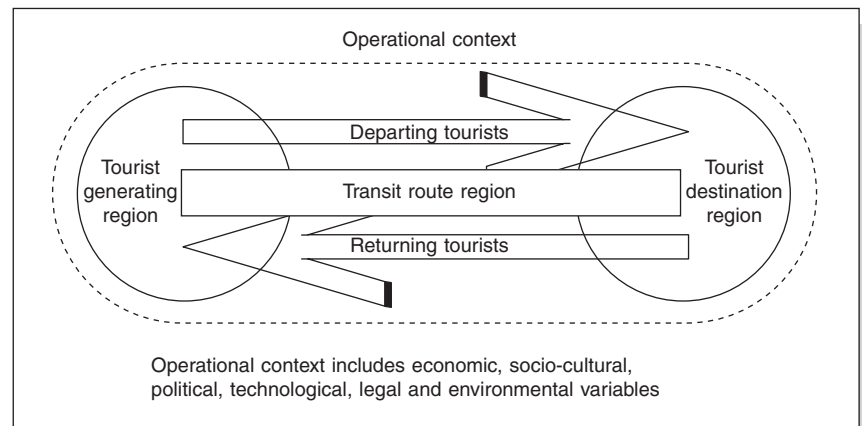 Operational context
Departing tourists
Tourist
generating
region
Transit route region
Tourist
destination
region
Returning tourists
Operational context includes economic, socio-cultural,
political, technological, legal and environmental variables